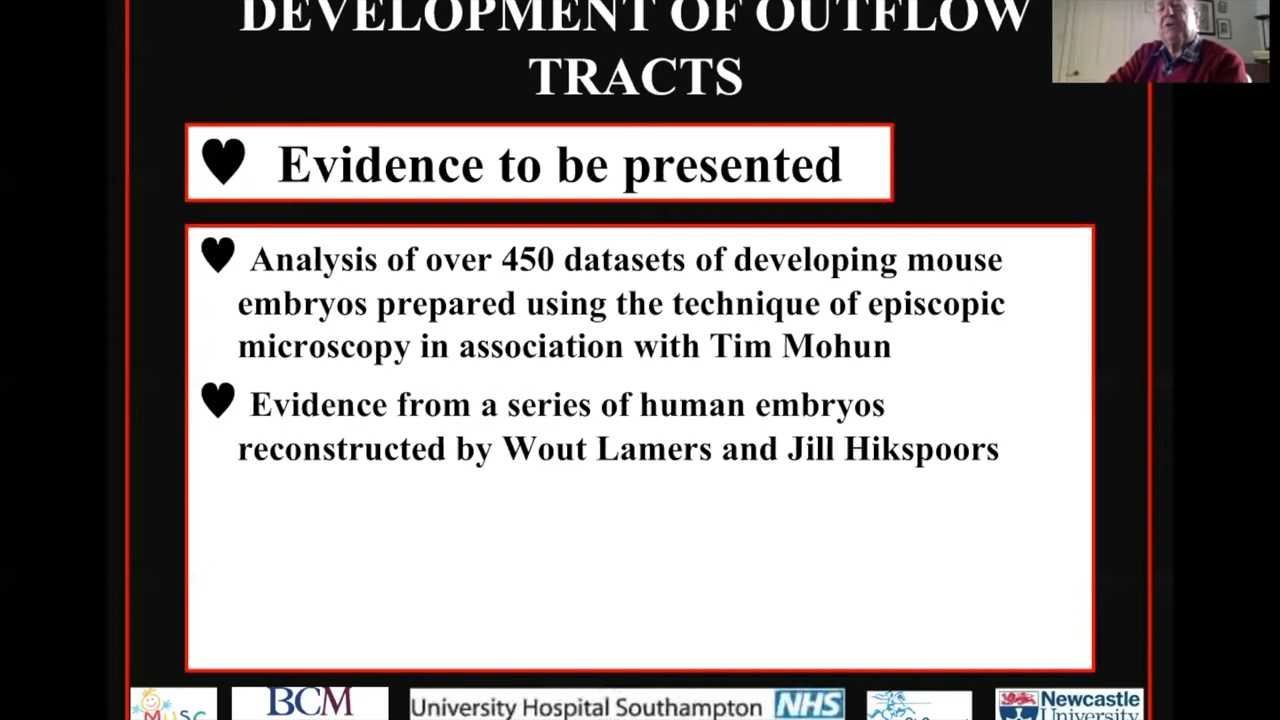 DEVELOPMENT OF OUTFLOW
TRACTS
Evidence to be presented
Analysis of over 450 datasets of developing mouse
embryos prepared using the technique of episcopic
microscopy in association with Tim Mohun
Evidence from a series of human embryos
reconstructed by Wout Lamers and Jill Hikspoors
MUSC
BCM
University Hospital Southampton NHS
Newcastle
University